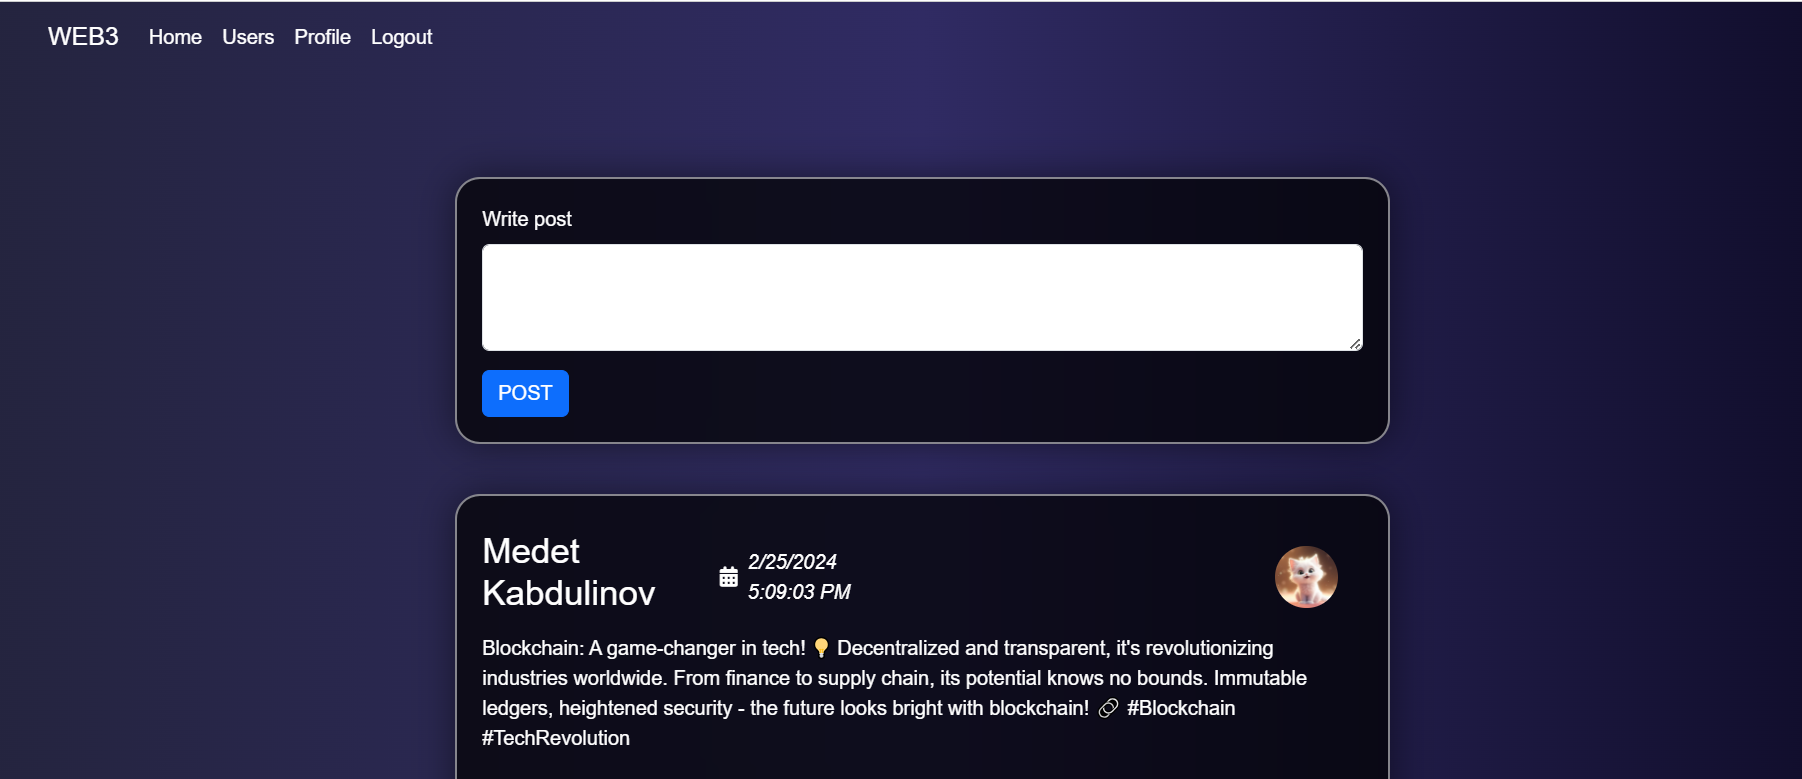 WEB3 Home Users Profile Logout
Write post
POST
Medet
Kabdulinov
2/25/2024
5:09:03 PM
Blockchain: A game-changer in tech! 💡 Decentralized and transparent, it's revolutionizing
industries worldwide. From finance to supply chain, its potential knows no bounds. Immutable
ledgers, heightened security - the future looks bright with blockchain! 🔗 #Blockchain
#TechRevolution